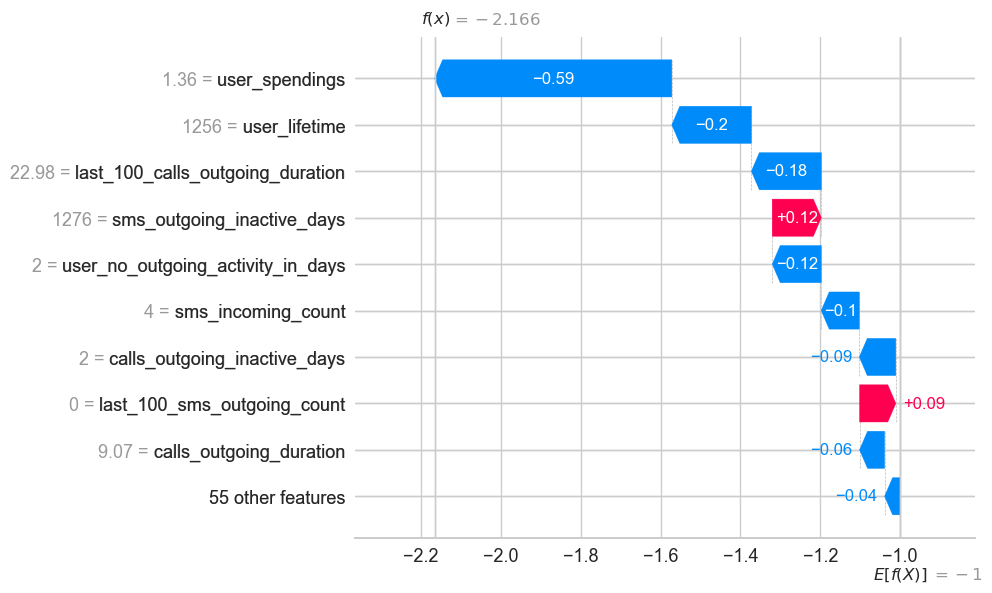 f(x) = −2.166
1.36 = user_spendings −0.59
1256 = user_lifetime −0.2
22.98 = last_100_calls_outgoing_duration −0.18
1276 = sms_outgoing_inactive_days +0.12
2 = user_no_outgoing_activity_in_days −0.12
4 = sms_incoming_count −0.1
2 = calls_outgoing_inactive_days −0.09
0 = last_100_sms_outgoing_count +0.09
9.07 = calls_outgoing_duration −0.06
55 other features −0.04
−2.2 −2.0 −1.8 −1.6 −1.4 −1.2 −1.0
E[f(X)] = −1